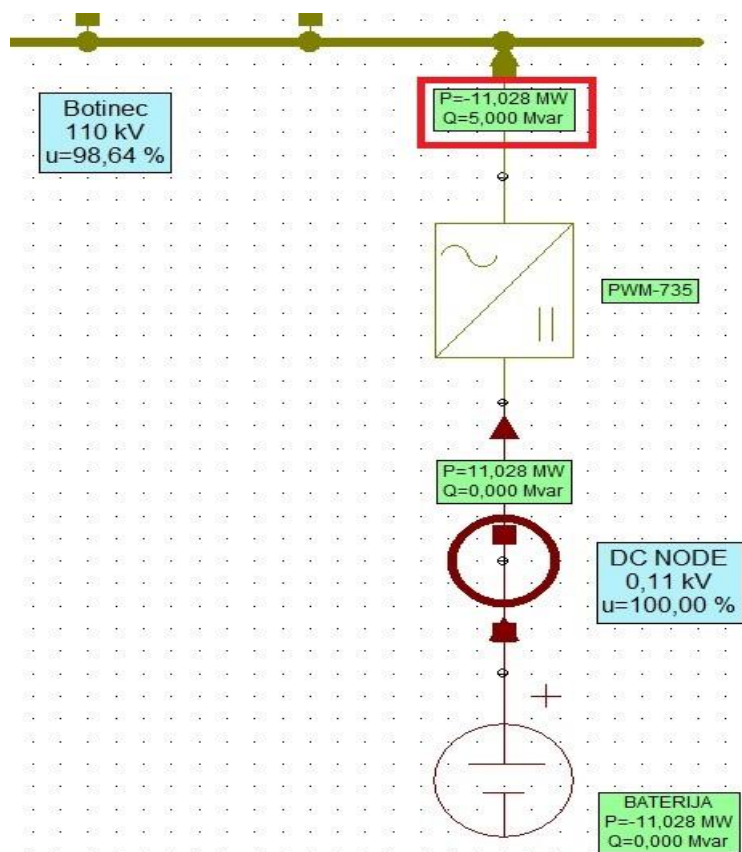 P=-11,028 MW
Q=5,000 Mvar
Botinec
110 kV
u=98,64 %
PWM-735
P=11,028 MW
Q=0,000 Mvar
DC NODE
0,11 kV
u=100,00 %
BATERIJA
P=-11,028 MW
Q=0,000 Mvar